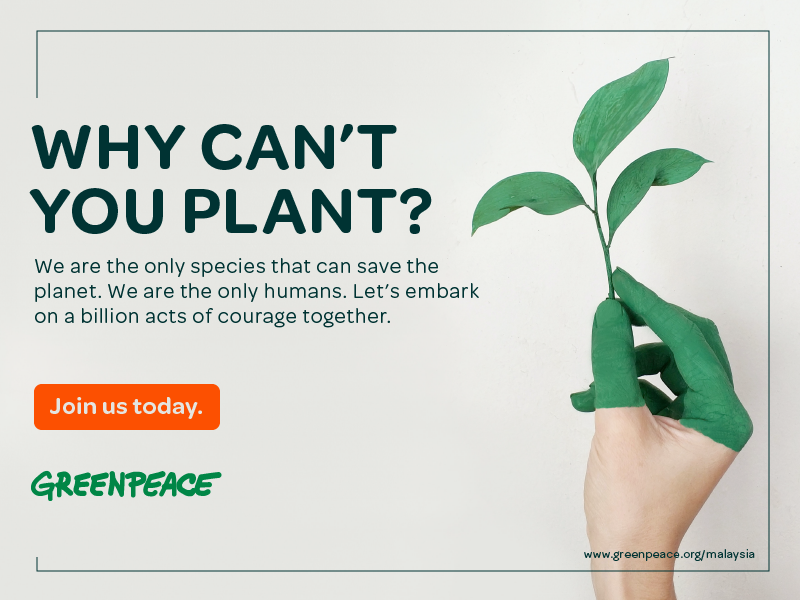 WHY CAN’T
YOU PLANT?
We are the only species that can save the
planet. We are the only humans. Let’s embark
on a billion acts of courage together.
Join us today.
GREENPEACE
www.greenpeace.org/malaysia